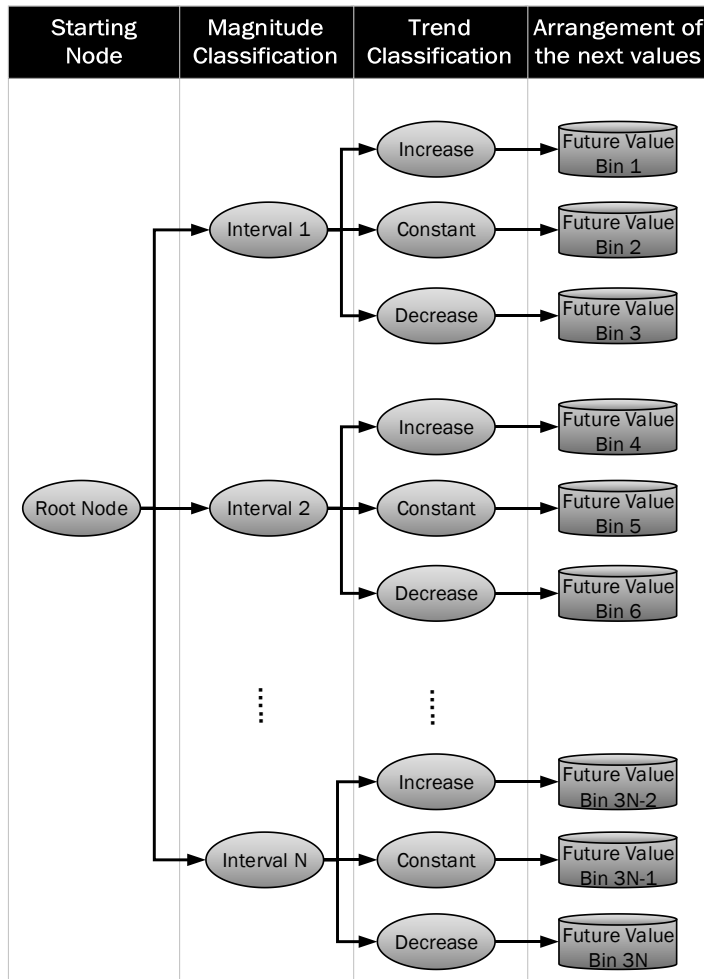 Starting
Node
Magnitude
Classification
Trend
Classification
Arrangement of
the next values
Increase
Future Value
Bin 1
Interval 1
Constant
Future Value
Bin 2
Decrease
Future Value
Bin 3
Increase
Future Value
Bin 4
Root Node
Interval 2
Constant
Future Value
Bin 5
Decrease
Future Value
Bin 6
Increase
Future Value
Bin 3N-2
Interval N
Constant
Future Value
Bin 3N-1
Decrease
Future Value
Bin 3N